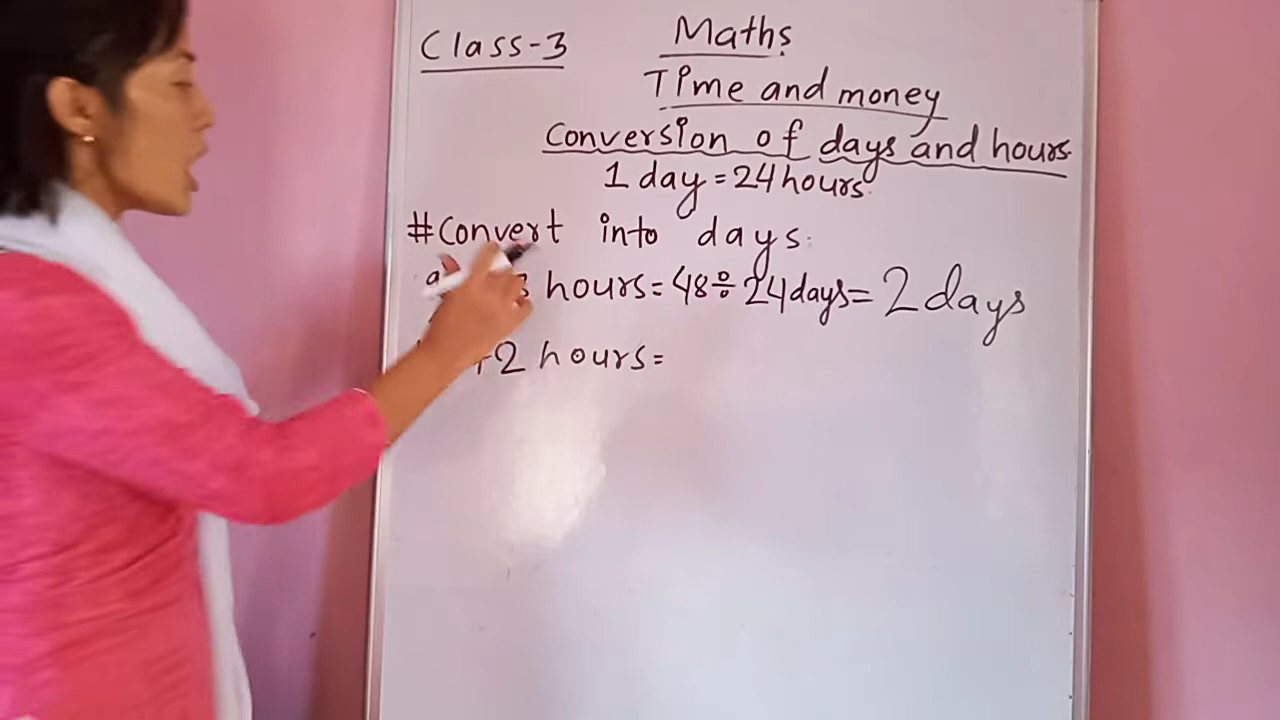 Class-3
Maths
Time and money
Conversion of days and hours.
1 day = 24 hours.
#Convert into days:
hours = 48 ÷ 24 days = 2 days
2 hours =